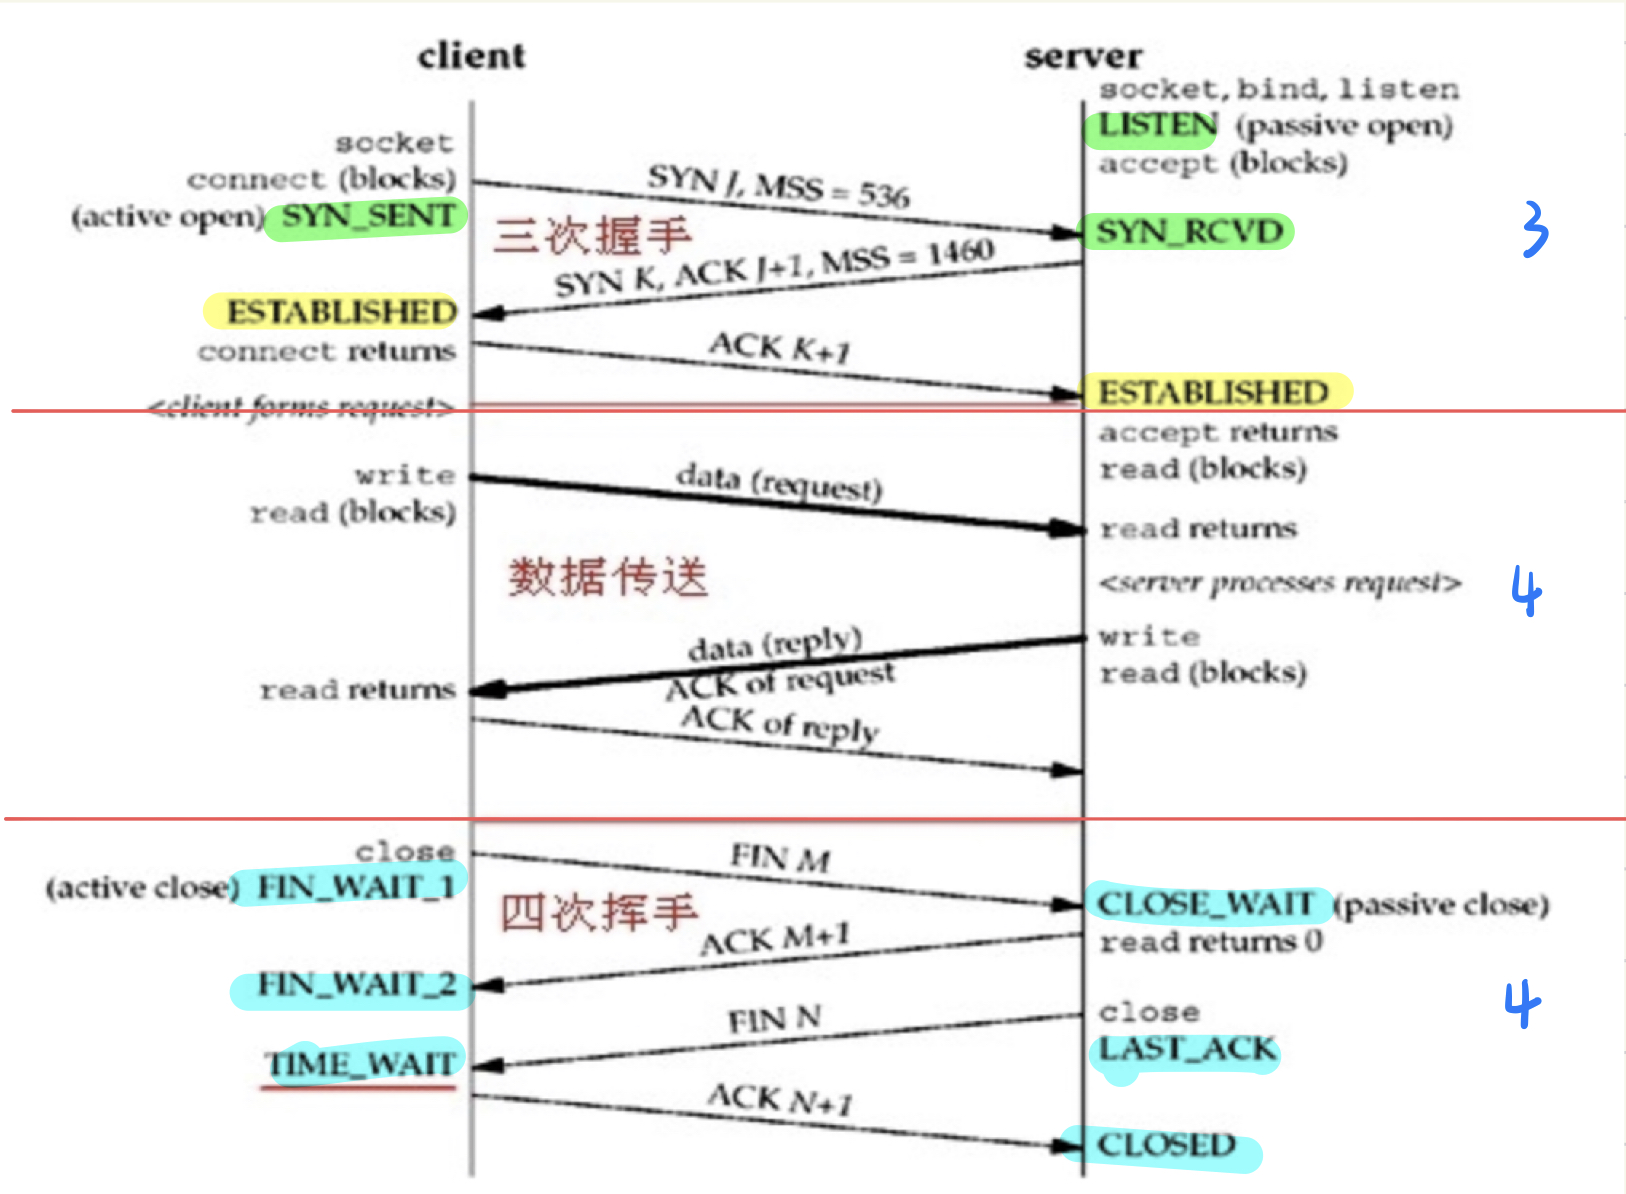 client
server
socket, bind, listen
LISTEN (passive open)
accept (blocks)
socket
connect (blocks)
(active open) SYN_SENT
SYN J, MSS = 536
三次握手
SYN_RCVD
3
SYN K, ACK J+1, MSS = 1460
ESTABLISHED
connect returns
ACK K+1
ESTABLISHED
<client forms request>
accept returns
read (blocks)
write
read (blocks)
data (request)
read returns
数据传送
<server processes request>
4
write
read (blocks)
data (reply)
ACK of request
read returns
ACK of reply
close
(active close) FIN_WAIT_1
FIN M
四次挥手
CLOSE_WAIT (passive close)
read returns 0
ACK M+1
FIN_WAIT_2
4
close
LAST_ACK
FIN N
TIME_WAIT
ACK N+1
CLOSED